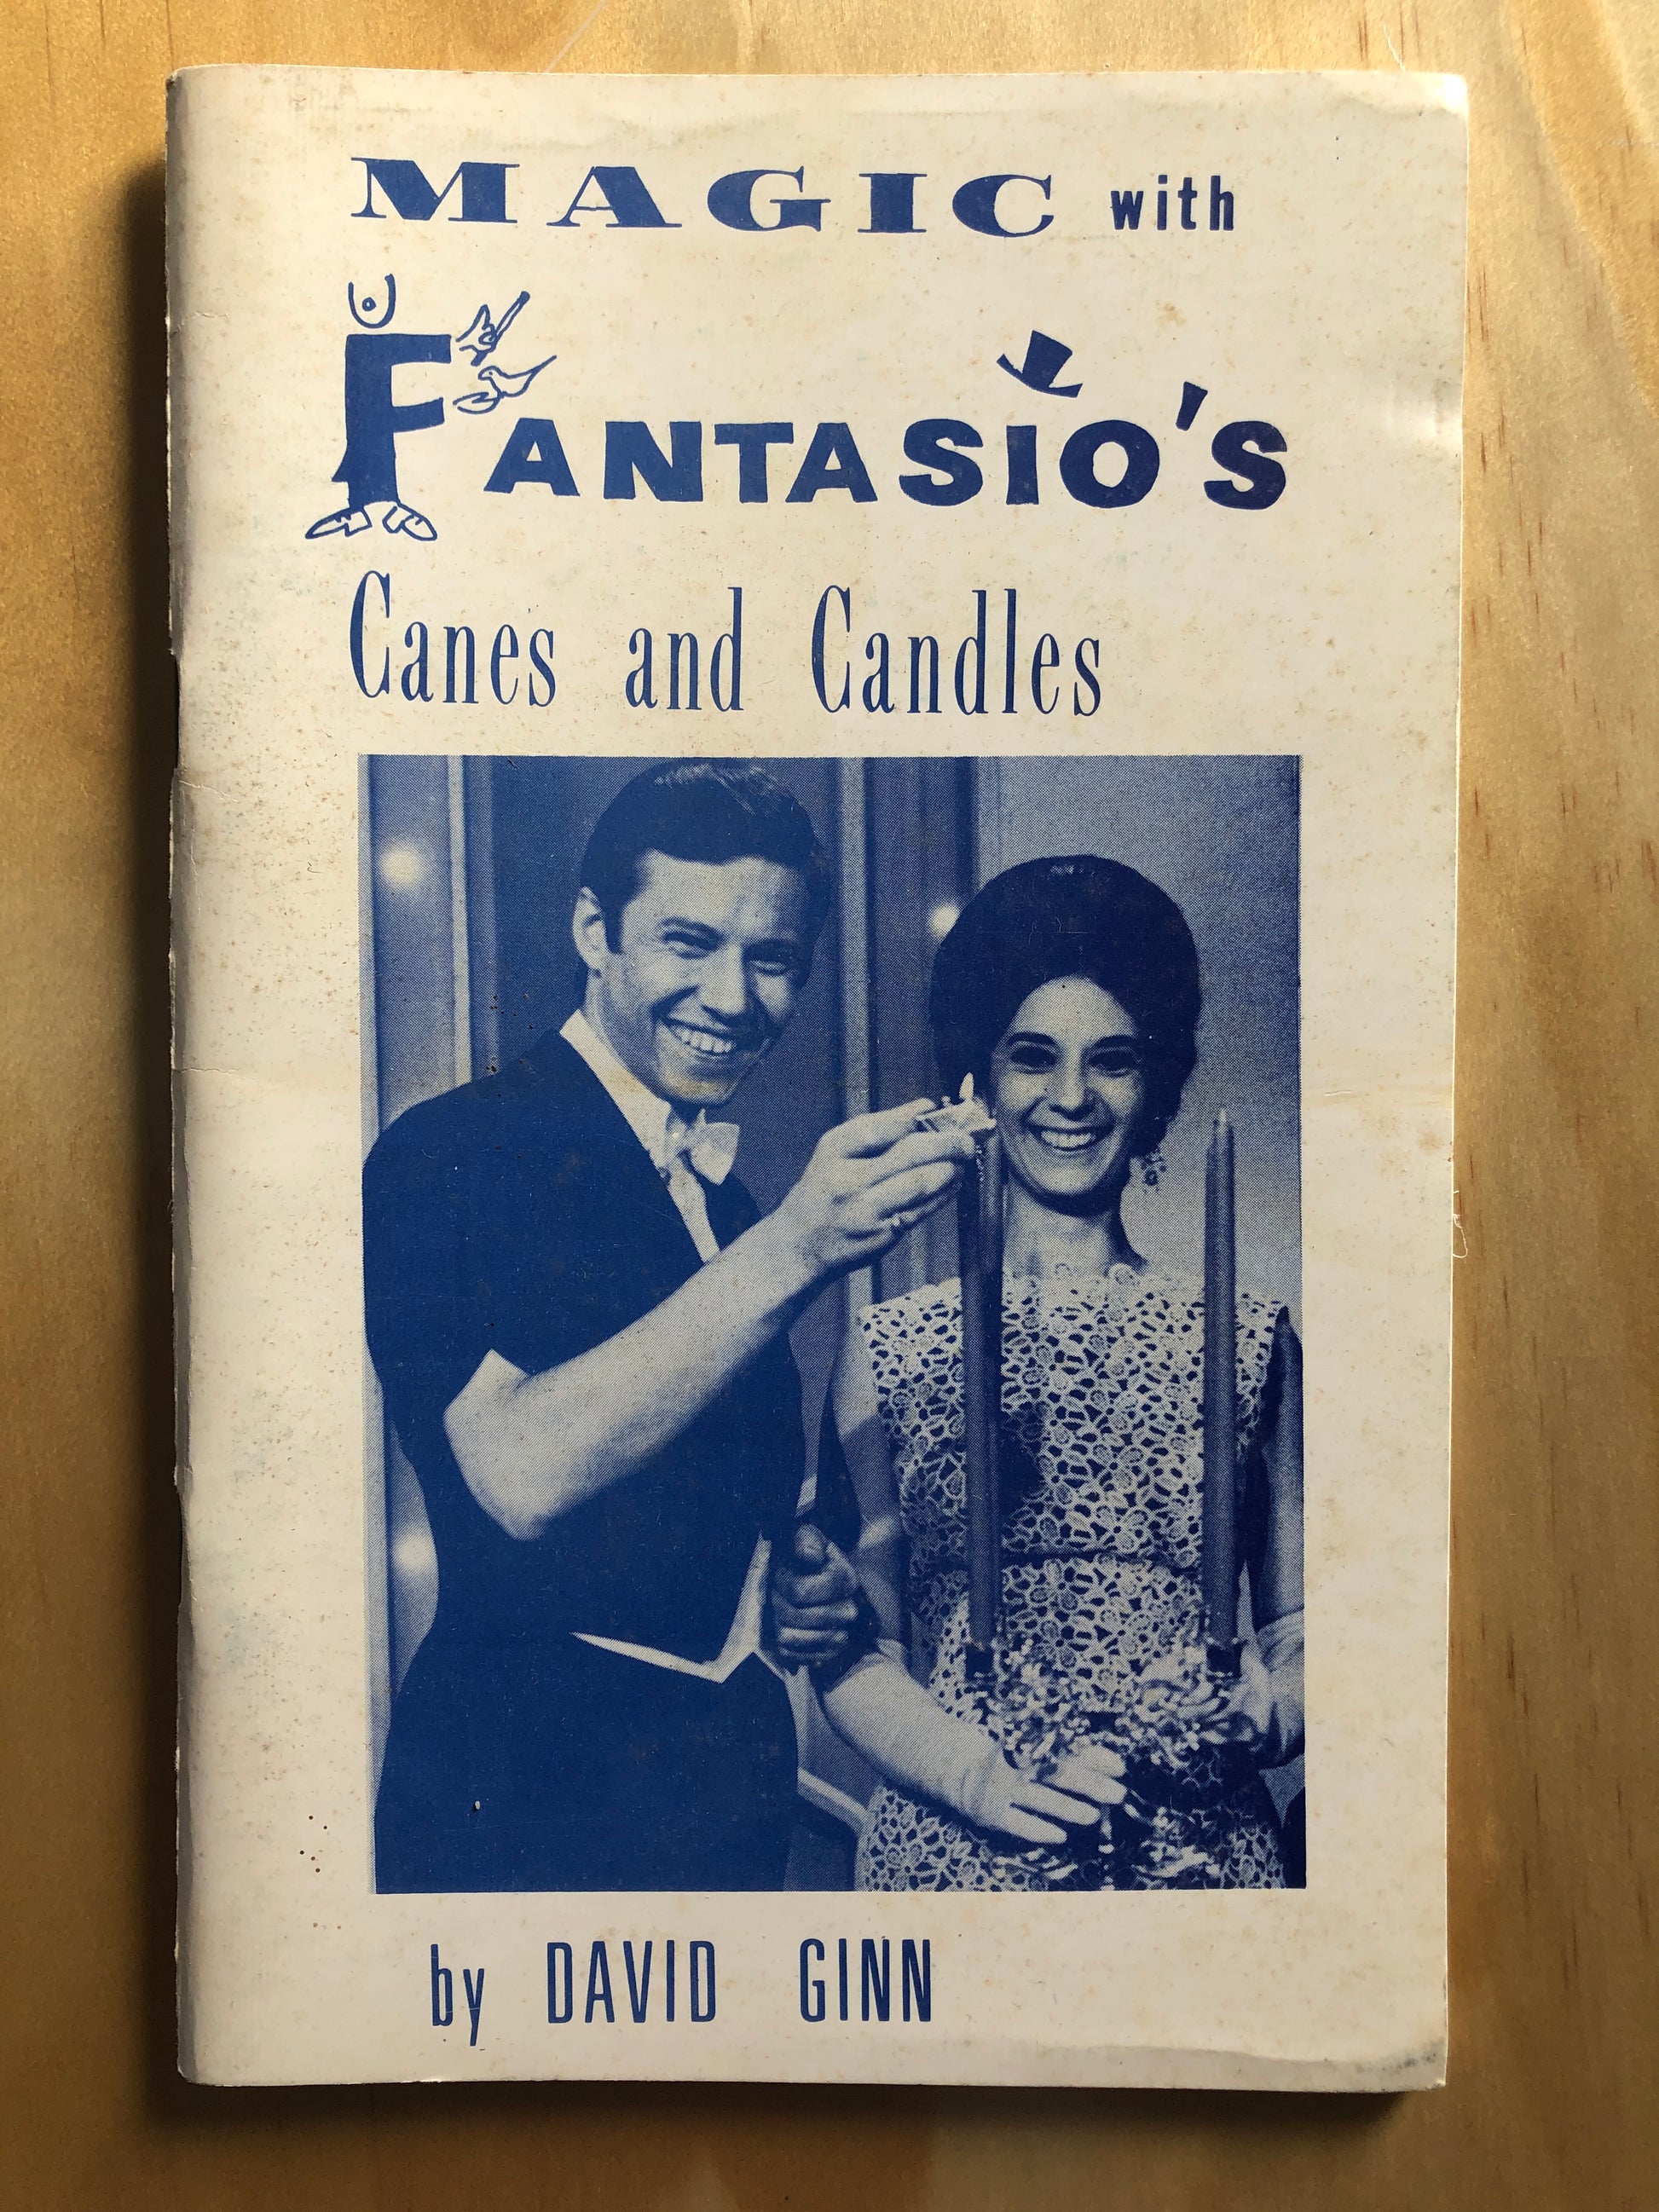 MAGIC with
FANTASIO'S
Canes and Candles
by DAVID GINN